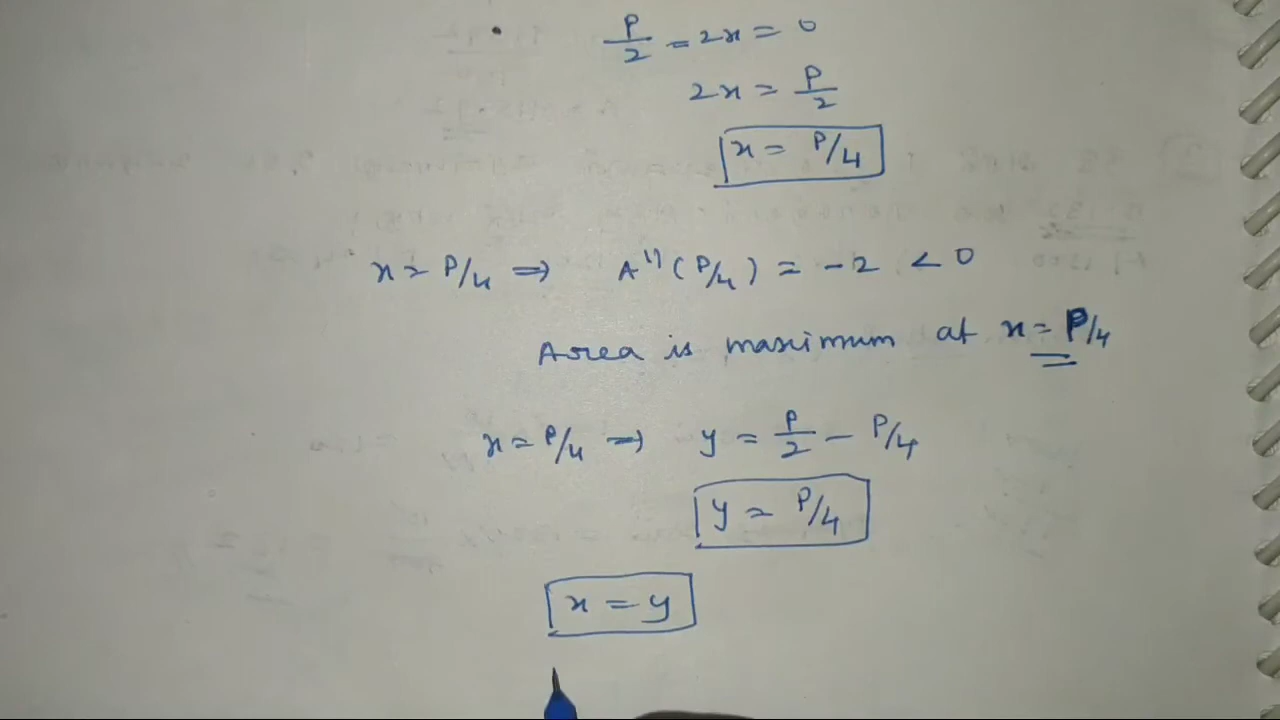 P/2 - 2x = 0
2x = P/2
x = P/4
x = P/4 ⇒ A''(P/4) = -2 < 0
Area is maximum at x = P/4
x = P/4 ⇒ y = P/2 - P/4
y = P/4
x = y